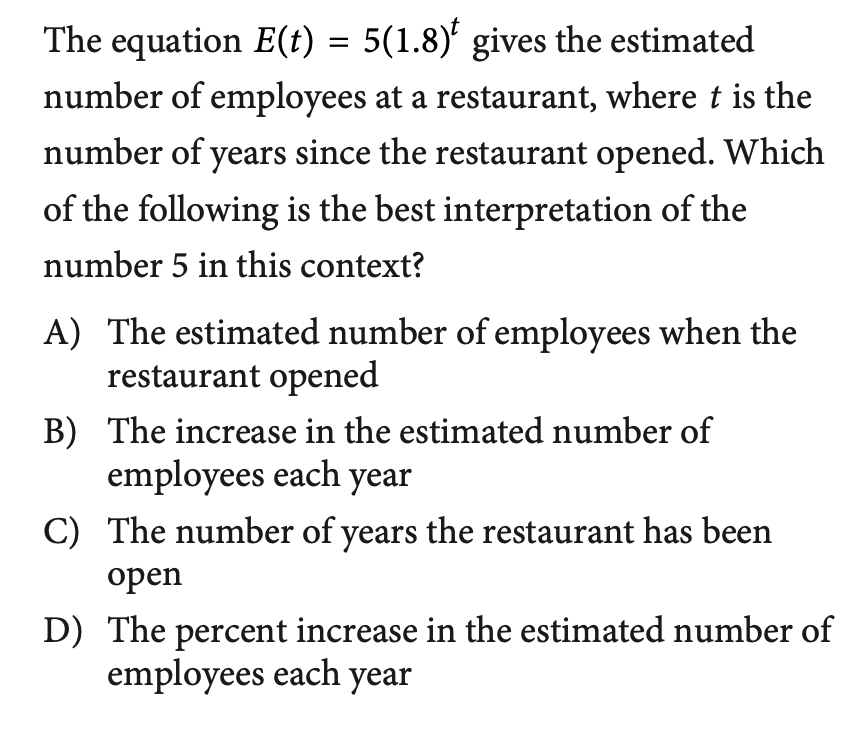 The equation E(t) = 5(1.8)^t gives the estimated
number of employees at a restaurant, where t is the
number of years since the restaurant opened. Which
of the following is the best interpretation of the
number 5 in this context?
A) The estimated number of employees when the
restaurant opened
B) The increase in the estimated number of
employees each year
C) The number of years the restaurant has been
open
D) The percent increase in the estimated number of
employees each year